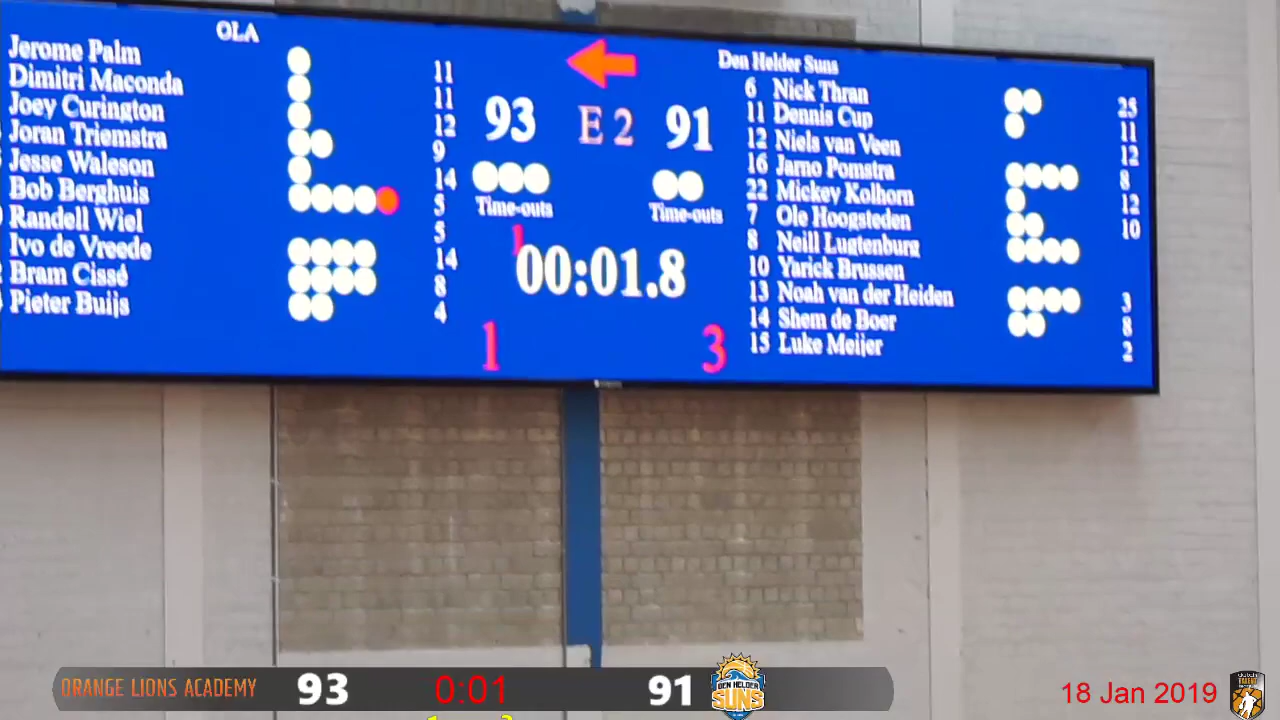 OLA
Jerome Palm 11
Dimitri Maconda 11
Joey Curington 12
Joran Triemstra 9
Jesse Waleson 14
Bob Berghuis 5
Randell Wiel 5
Ivo de Vreede 14
Bram Cissé 8
Pieter Buijs 4
93 E 2 91
Time-outs Time-outs
1
00:01.8
1 3
Den Helder Suns
6 Nick Thran 25
11 Dennis Cup 11
12 Niels van Veen 12
16 Jarno Pomstra 8
22 Mickey Kolhorn 12
7 Ole Hoogsteden 10
8 Neill Lugtenburg
10 Yarick Brussen
13 Noah van der Heiden 3
14 Shem de Boer 8
15 Luke Meijer 2
ORANGE LIONS ACADEMY 93 0:01 91 DEN HELDER SUNS
18 Jan 2019